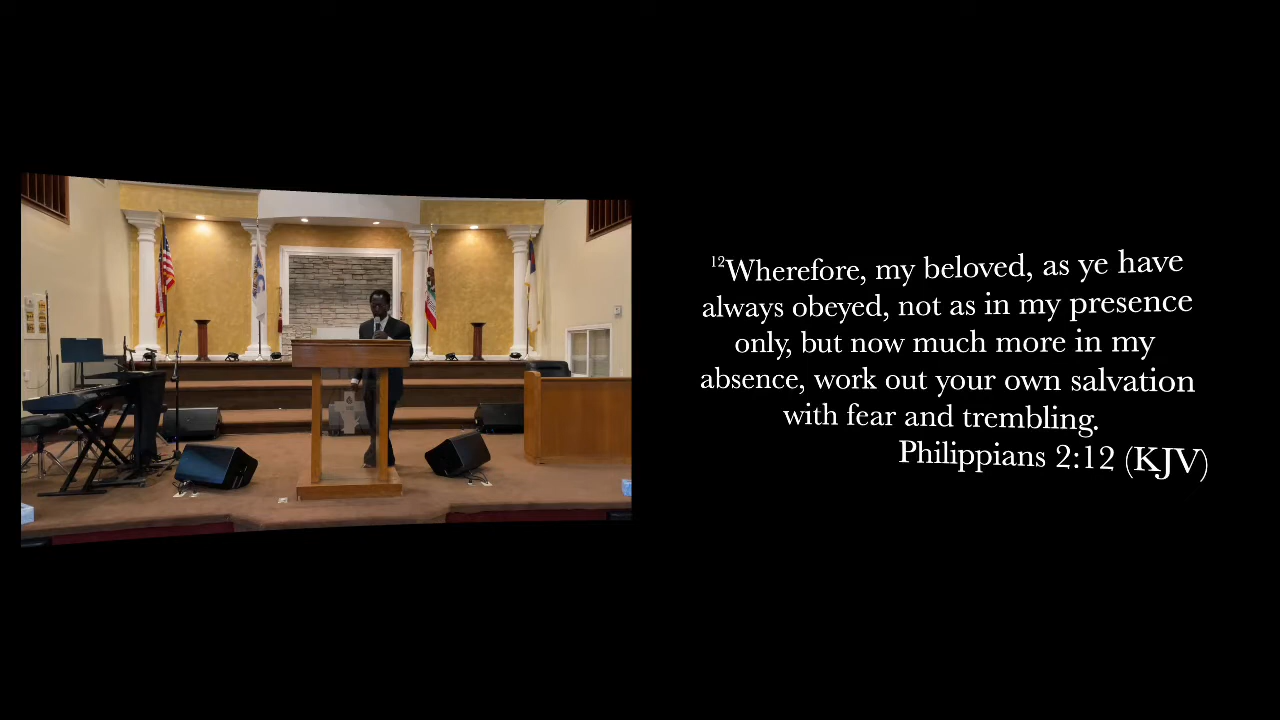 12Wherefore, my beloved, as ye have
always obeyed, not as in my presence
only, but now much more in my
absence, work out your own salvation
with fear and trembling.
Philippians 2:12 (KJV)